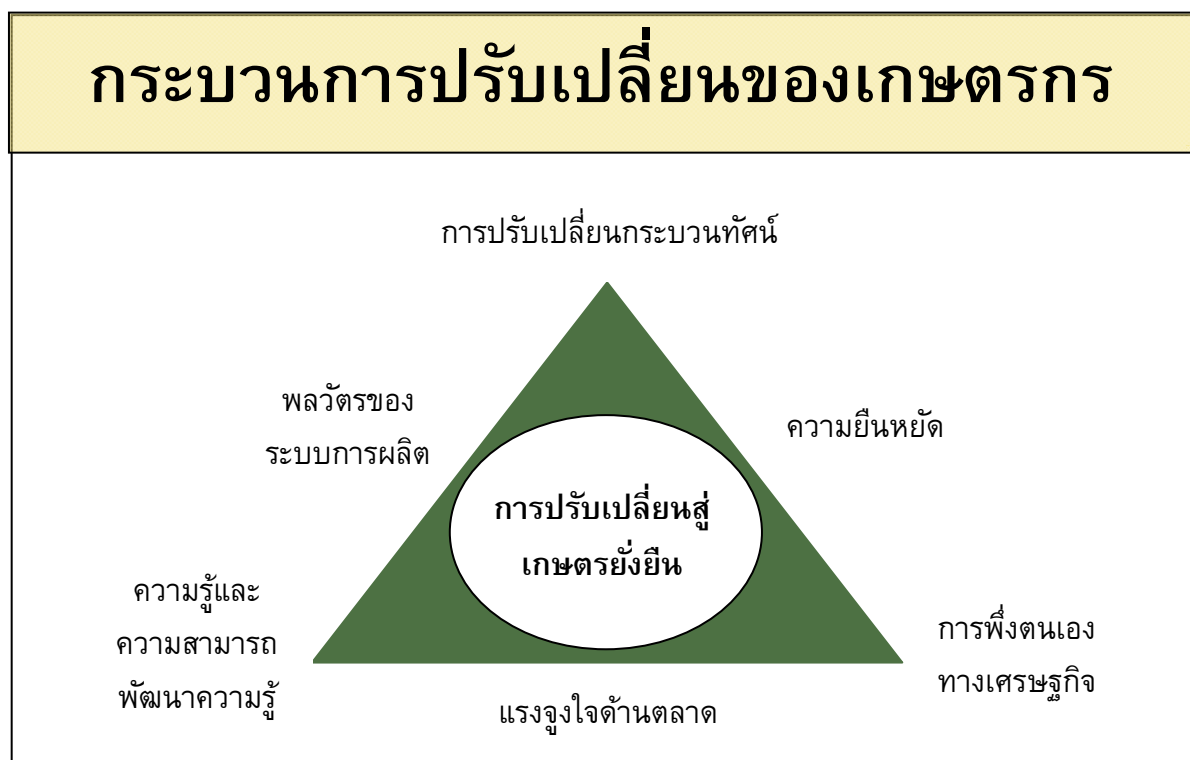 กระบวนการปรับเปลี่ยนของเกษตรกร
การปรับเปลี่ยนกระบวนทัศน์
พลวัตรของ
ระบบการผลิต
ความยืนหยัด
การปรับเปลี่ยนสู่
เกษตรยั่งยืน
ความรู้และ
ความสามารถ
พัฒนาความรู้
การพึ่งตนเอง
ทางเศรษฐกิจ
แรงจูงใจด้านตลาด